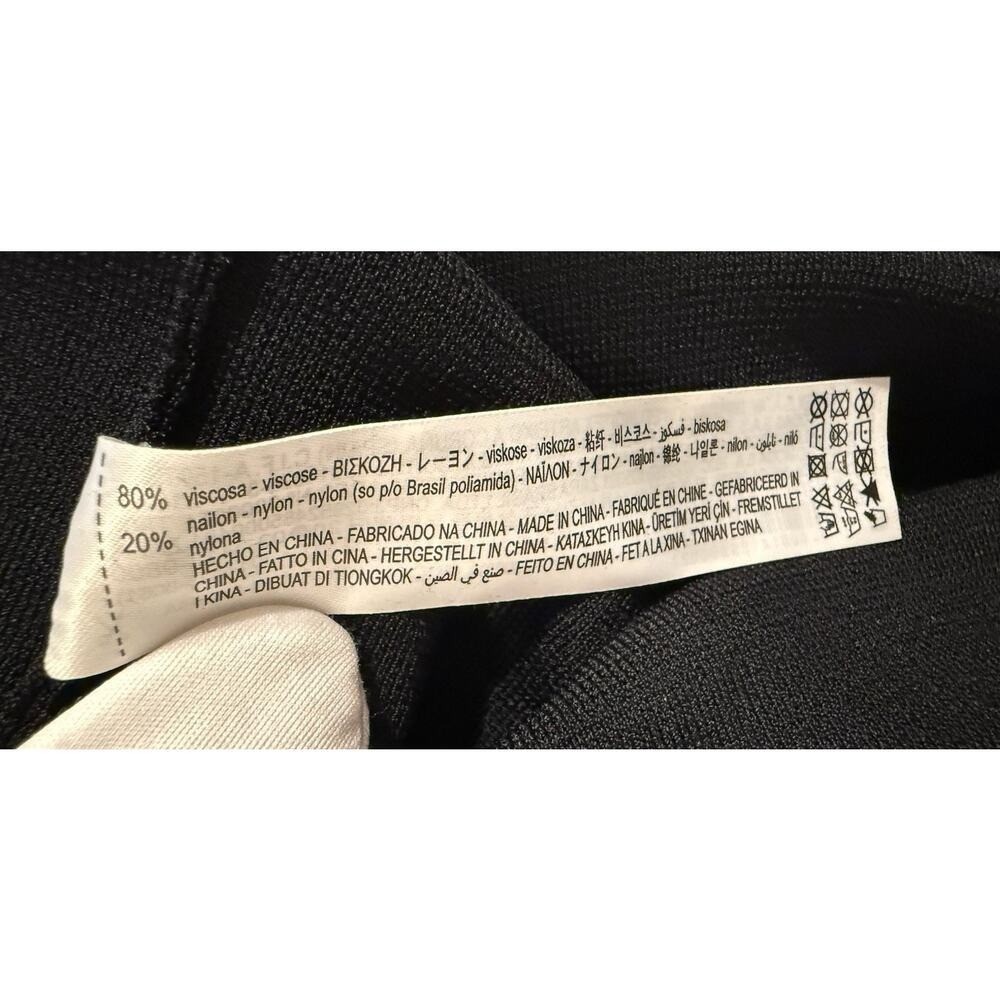 80% viscosa - viscose - ΒΙΣΚΟΖΗ - レーヨン - viskose - viskoza - 粘纤 - 비스코스 - فسكوز - biskosa
20% nailon - nylon - nylon (so p/o Brasil poliamida) - ΝΑΪΛΟΝ - ナイロン - najlon - 锦纶 - 나일론 - nilon - نايلون - niló
nylona
HECHO EN CHINA - FABRICADO NA CHINA - MADE IN CHINA - FABRIQUÉ EN CHINE - GEFABRICEERD IN
CHINA - FATTO IN CINA - HERGESTELLT IN CHINA - ΚΑΤΑΣΚΕΥΗ ΚΙΝΑ - ÜRETİM YERİ ÇİN - FREMSTILLET
I KINA - DIBUAT DI TIONGKOK - صنع في الصين - FEITO EN CHINA - FET A LA XINA - TXINAN EGINA